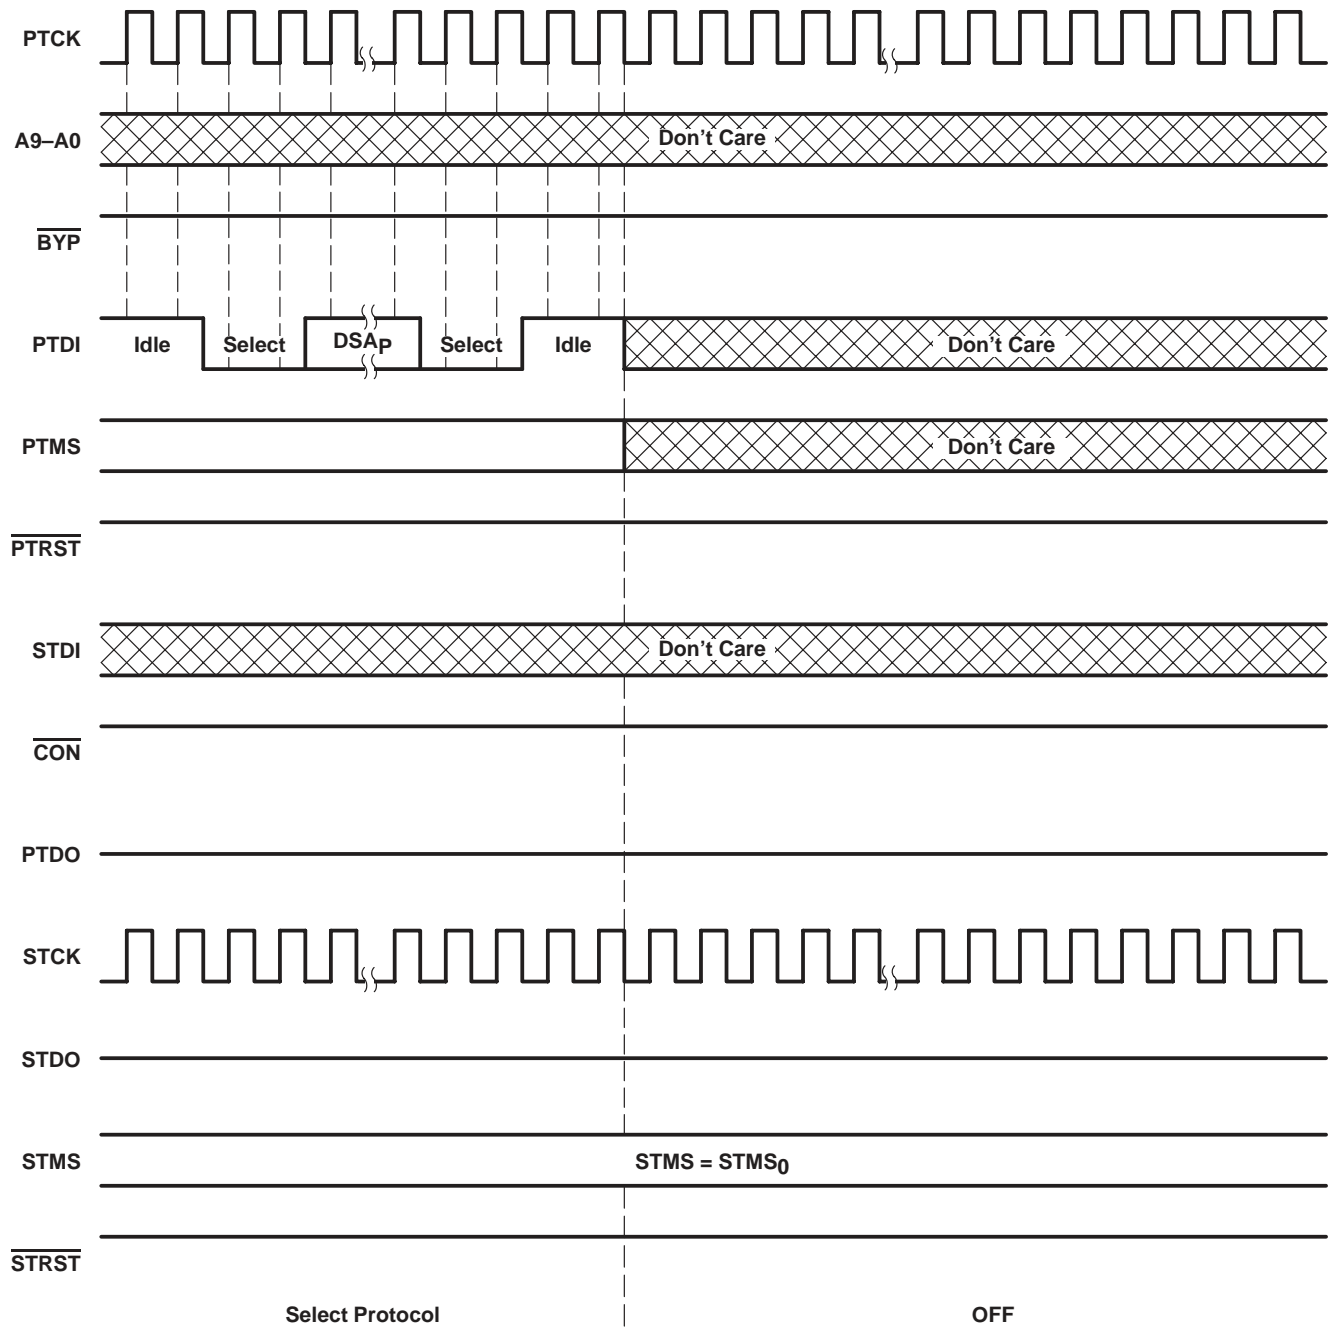 PTCK
A9–A0 Don't Care
BYP
PTDI Idle Select DSAP Select Idle Don't Care
PTMS Don't Care
PTRST
STDI Don't Care
CON
PTDO
STCK
STDO
STMS STMS = STMS0
STRST
Select Protocol OFF